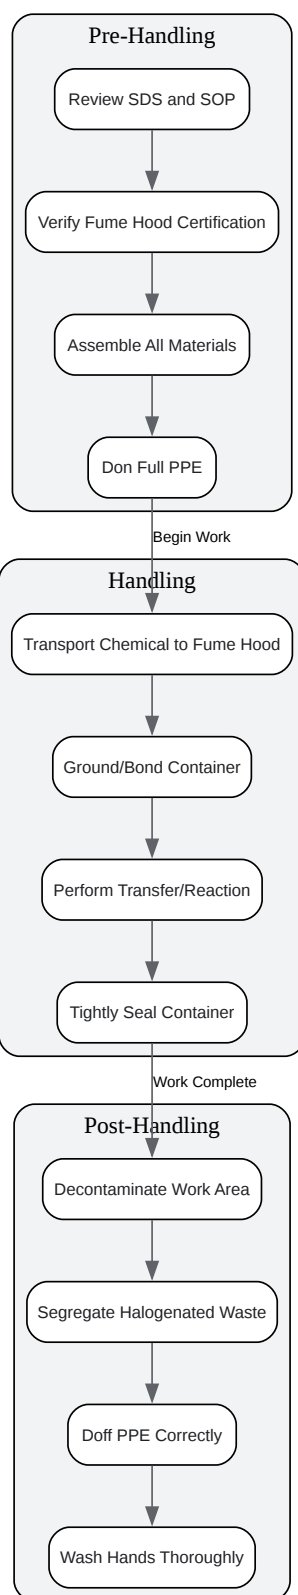 Pre-Handling
Review SDS and SOP
Verify Fume Hood Certification
Assemble All Materials
Don Full PPE
Begin Work
Handling
Transport Chemical to Fume Hood
Ground/Bond Container
Perform Transfer/Reaction
Tightly Seal Container
Work Complete
Post-Handling
Decontaminate Work Area
Segregate Halogenated Waste
Doff PPE Correctly
Wash Hands Thoroughly